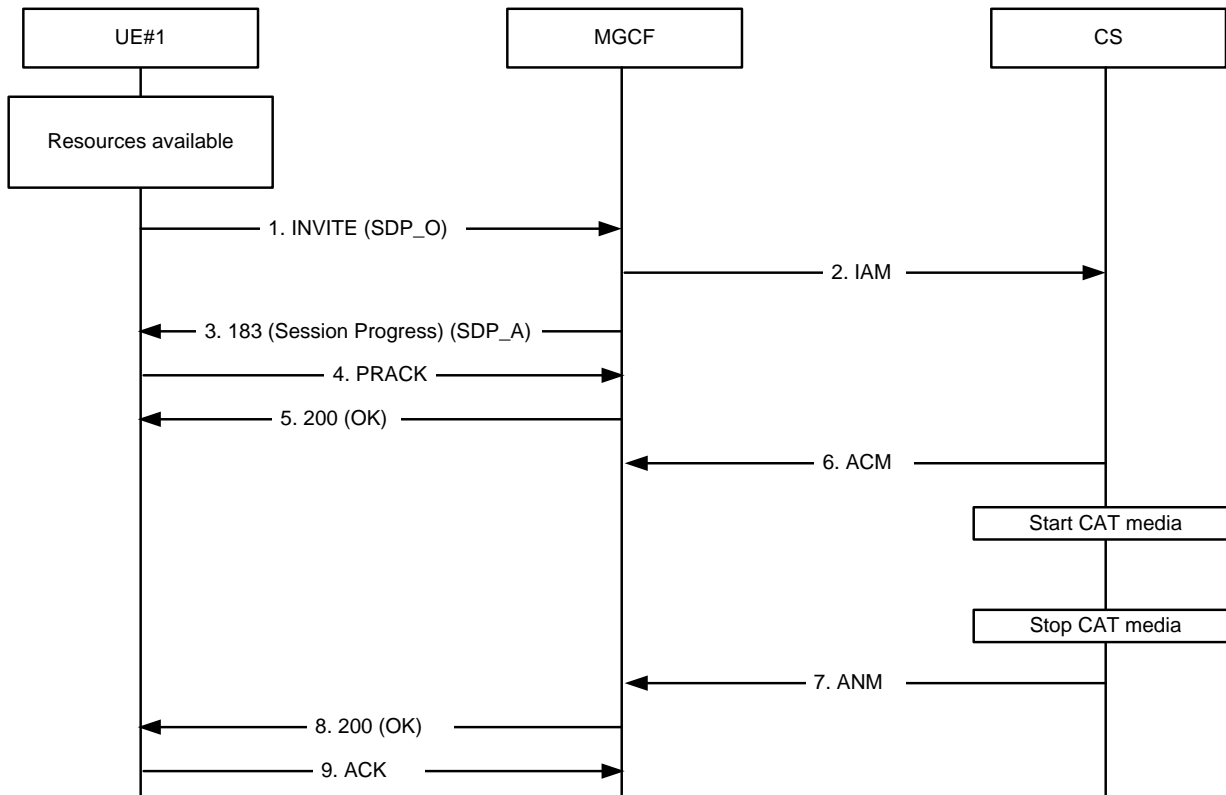 UE#1
MGCF
CS
Resources available
1. INVITE (SDP_O)
2. IAM
3. 183 (Session Progress) (SDP_A)
4. PRACK
5. 200 (OK)
6. ACM
Start CAT media
Stop CAT media
7. ANM
8. 200 (OK)
9. ACK